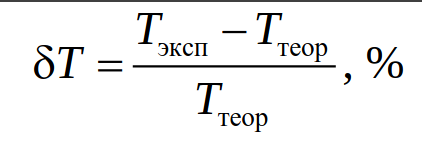 δT = (Tэксп − Tтеор) / Tтеор, %